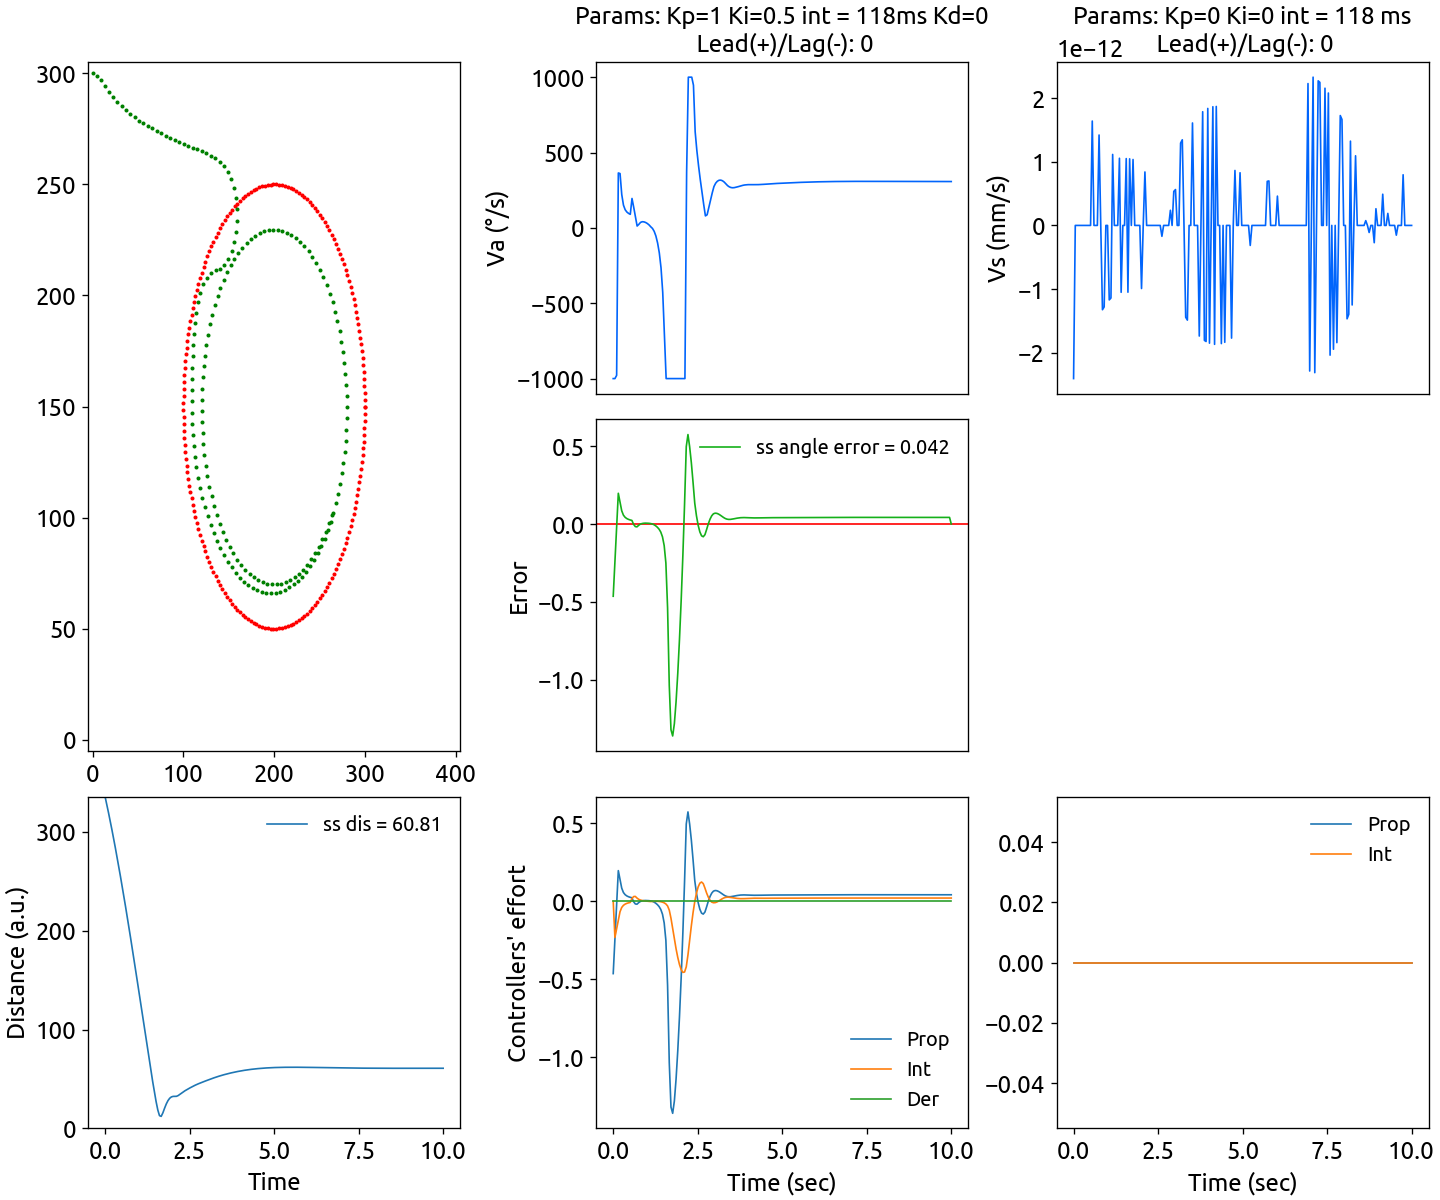 Params: Kp=1 Ki=0.5 int = 118ms Kd=0
Lead(+)/Lag(-): 0
Params: Kp=0 Ki=0 int = 118 ms
Lead(+)/Lag(-): 0
1e−12
300
250
200
150
100
50
0
0
100
200
300
400
Va (°/s)
1000
500
0
−500
−1000
Vs (mm/s)
2
1
0
−1
−2
Error
0.5
0.0
−0.5
−1.0
ss angle error = 0.042
Distance (a.u.)
300
200
100
0
ss dis = 60.81
0.0
2.5
5.0
7.5
10.0
Time
Controllers' effort
0.5
0.0
−0.5
−1.0
Prop
Int
Der
0.0
2.5
5.0
7.5
10.0
Time (sec)
0.04
0.02
0.00
−0.02
−0.04
Prop
Int
0.0
2.5
5.0
7.5
10.0
Time (sec)